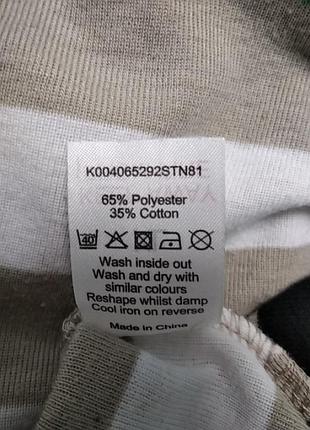 K004065292STN81
65% Polyester
35% Cotton
40
Wash inside out
Wash and dry with
similar colours
Reshape whilst damp
Cool iron on reverse
Made in China